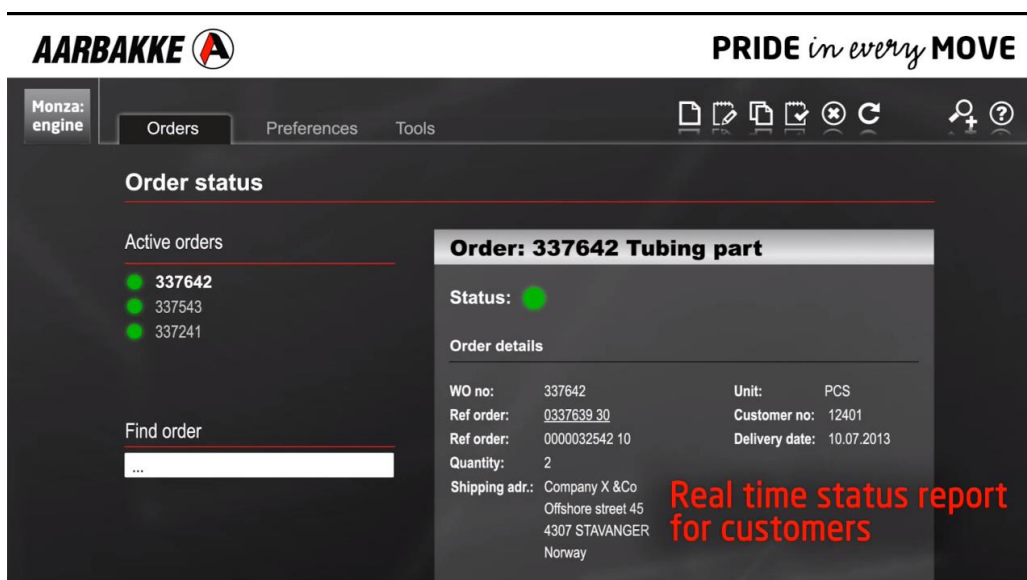 AARBAKKE
PRIDE in every MOVE
Monza:
engine
Orders
Preferences
Tools
Order status
Active orders
337642
337543
337241
Find order
...
Order: 337642 Tubing part
Status:
Order details
WO no: 337642
Ref order: 0337639 30
Ref order: 0000032542 10
Quantity: 2
Shipping adr.: Company X &Co
Offshore street 45
4307 STAVANGER
Norway
Unit: PCS
Customer no: 12401
Delivery date: 10.07.2013
Real time status report
for customers